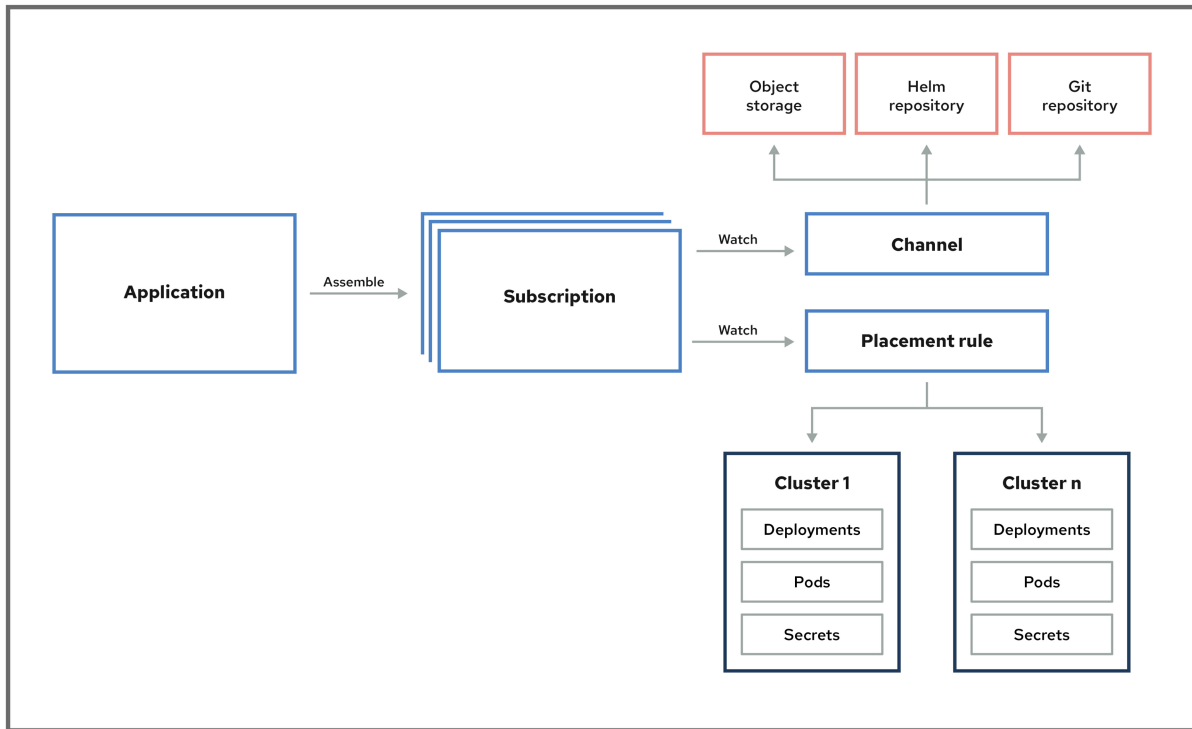 Object
storage
Helm
repository
Git
repository
Application
Assemble
Subscription
Watch
Channel
Watch
Placement rule
Cluster 1
Deployments
Pods
Secrets
Cluster n
Deployments
Pods
Secrets